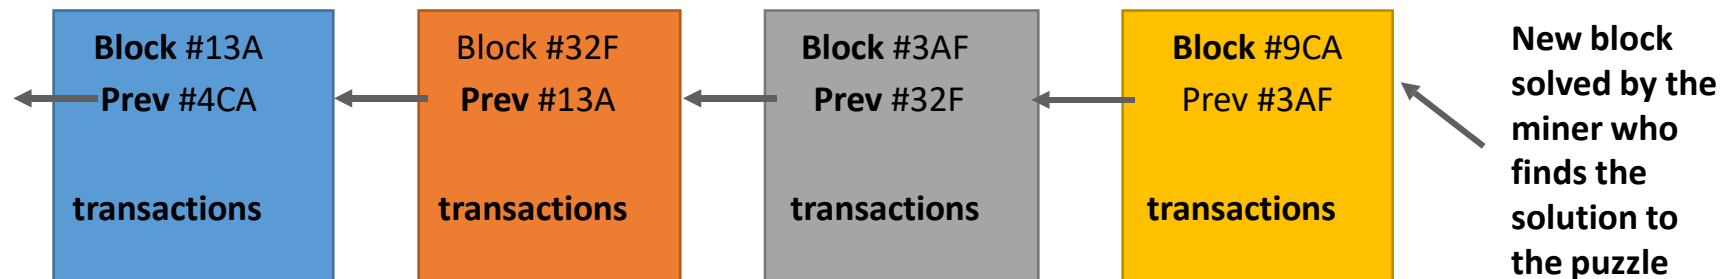 Block #13A
Prev #4CA
transactions
Block #32F
Prev #13A
transactions
Block #3AF
Prev #32F
transactions
Block #9CA
Prev #3AF
transactions
New block
solved by the
miner who
finds the
solution to
the puzzle